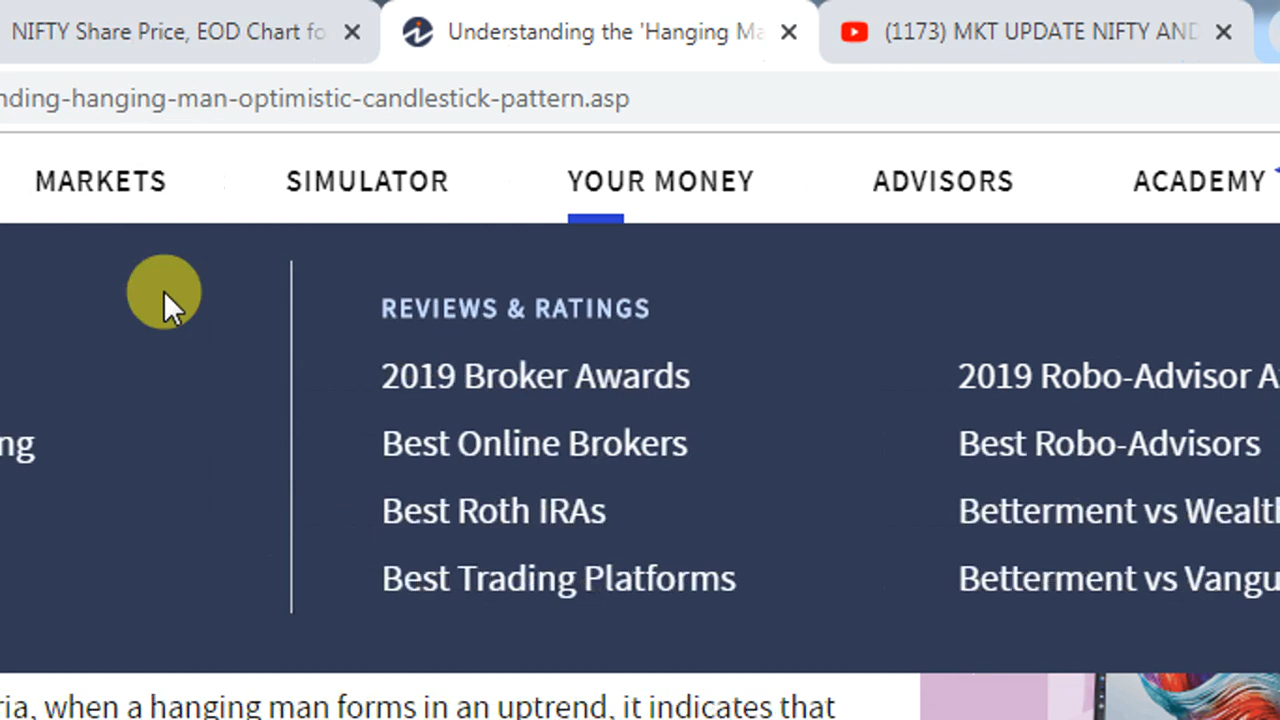 NIFTY Share Price, EOD Chart fo
Understanding the 'Hanging Ma
(1173) MKT UPDATE NIFTY AND
nding-hanging-man-optimistic-candlestick-pattern.asp
MARKETS SIMULATOR YOUR MONEY ADVISORS ACADEMY
REVIEWS & RATINGS
2019 Broker Awards 2019 Robo-Advisor A
ng Best Online Brokers Best Robo-Advisors
Best Roth IRAs Betterment vs Wealth
Best Trading Platforms Betterment vs Vangu
ria, when a hanging man forms in an uptrend, it indicates that